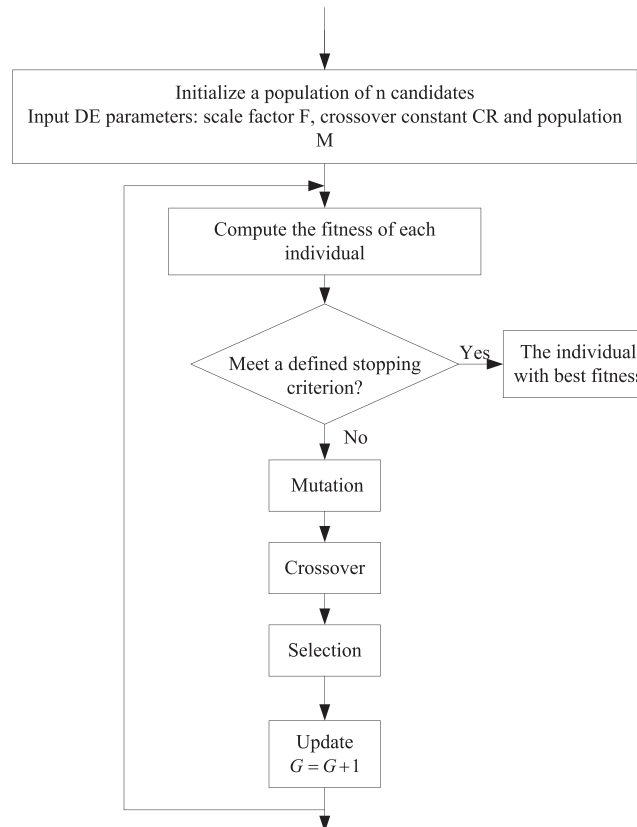 Initialize a population of n candidates
Input DE parameters: scale factor F, crossover constant CR and population
M
Compute the fitness of each
individual
Meet a defined stopping
criterion?
Yes
The individual
with best fitness
No
Mutation
Crossover
Selection
Update
G = G+1